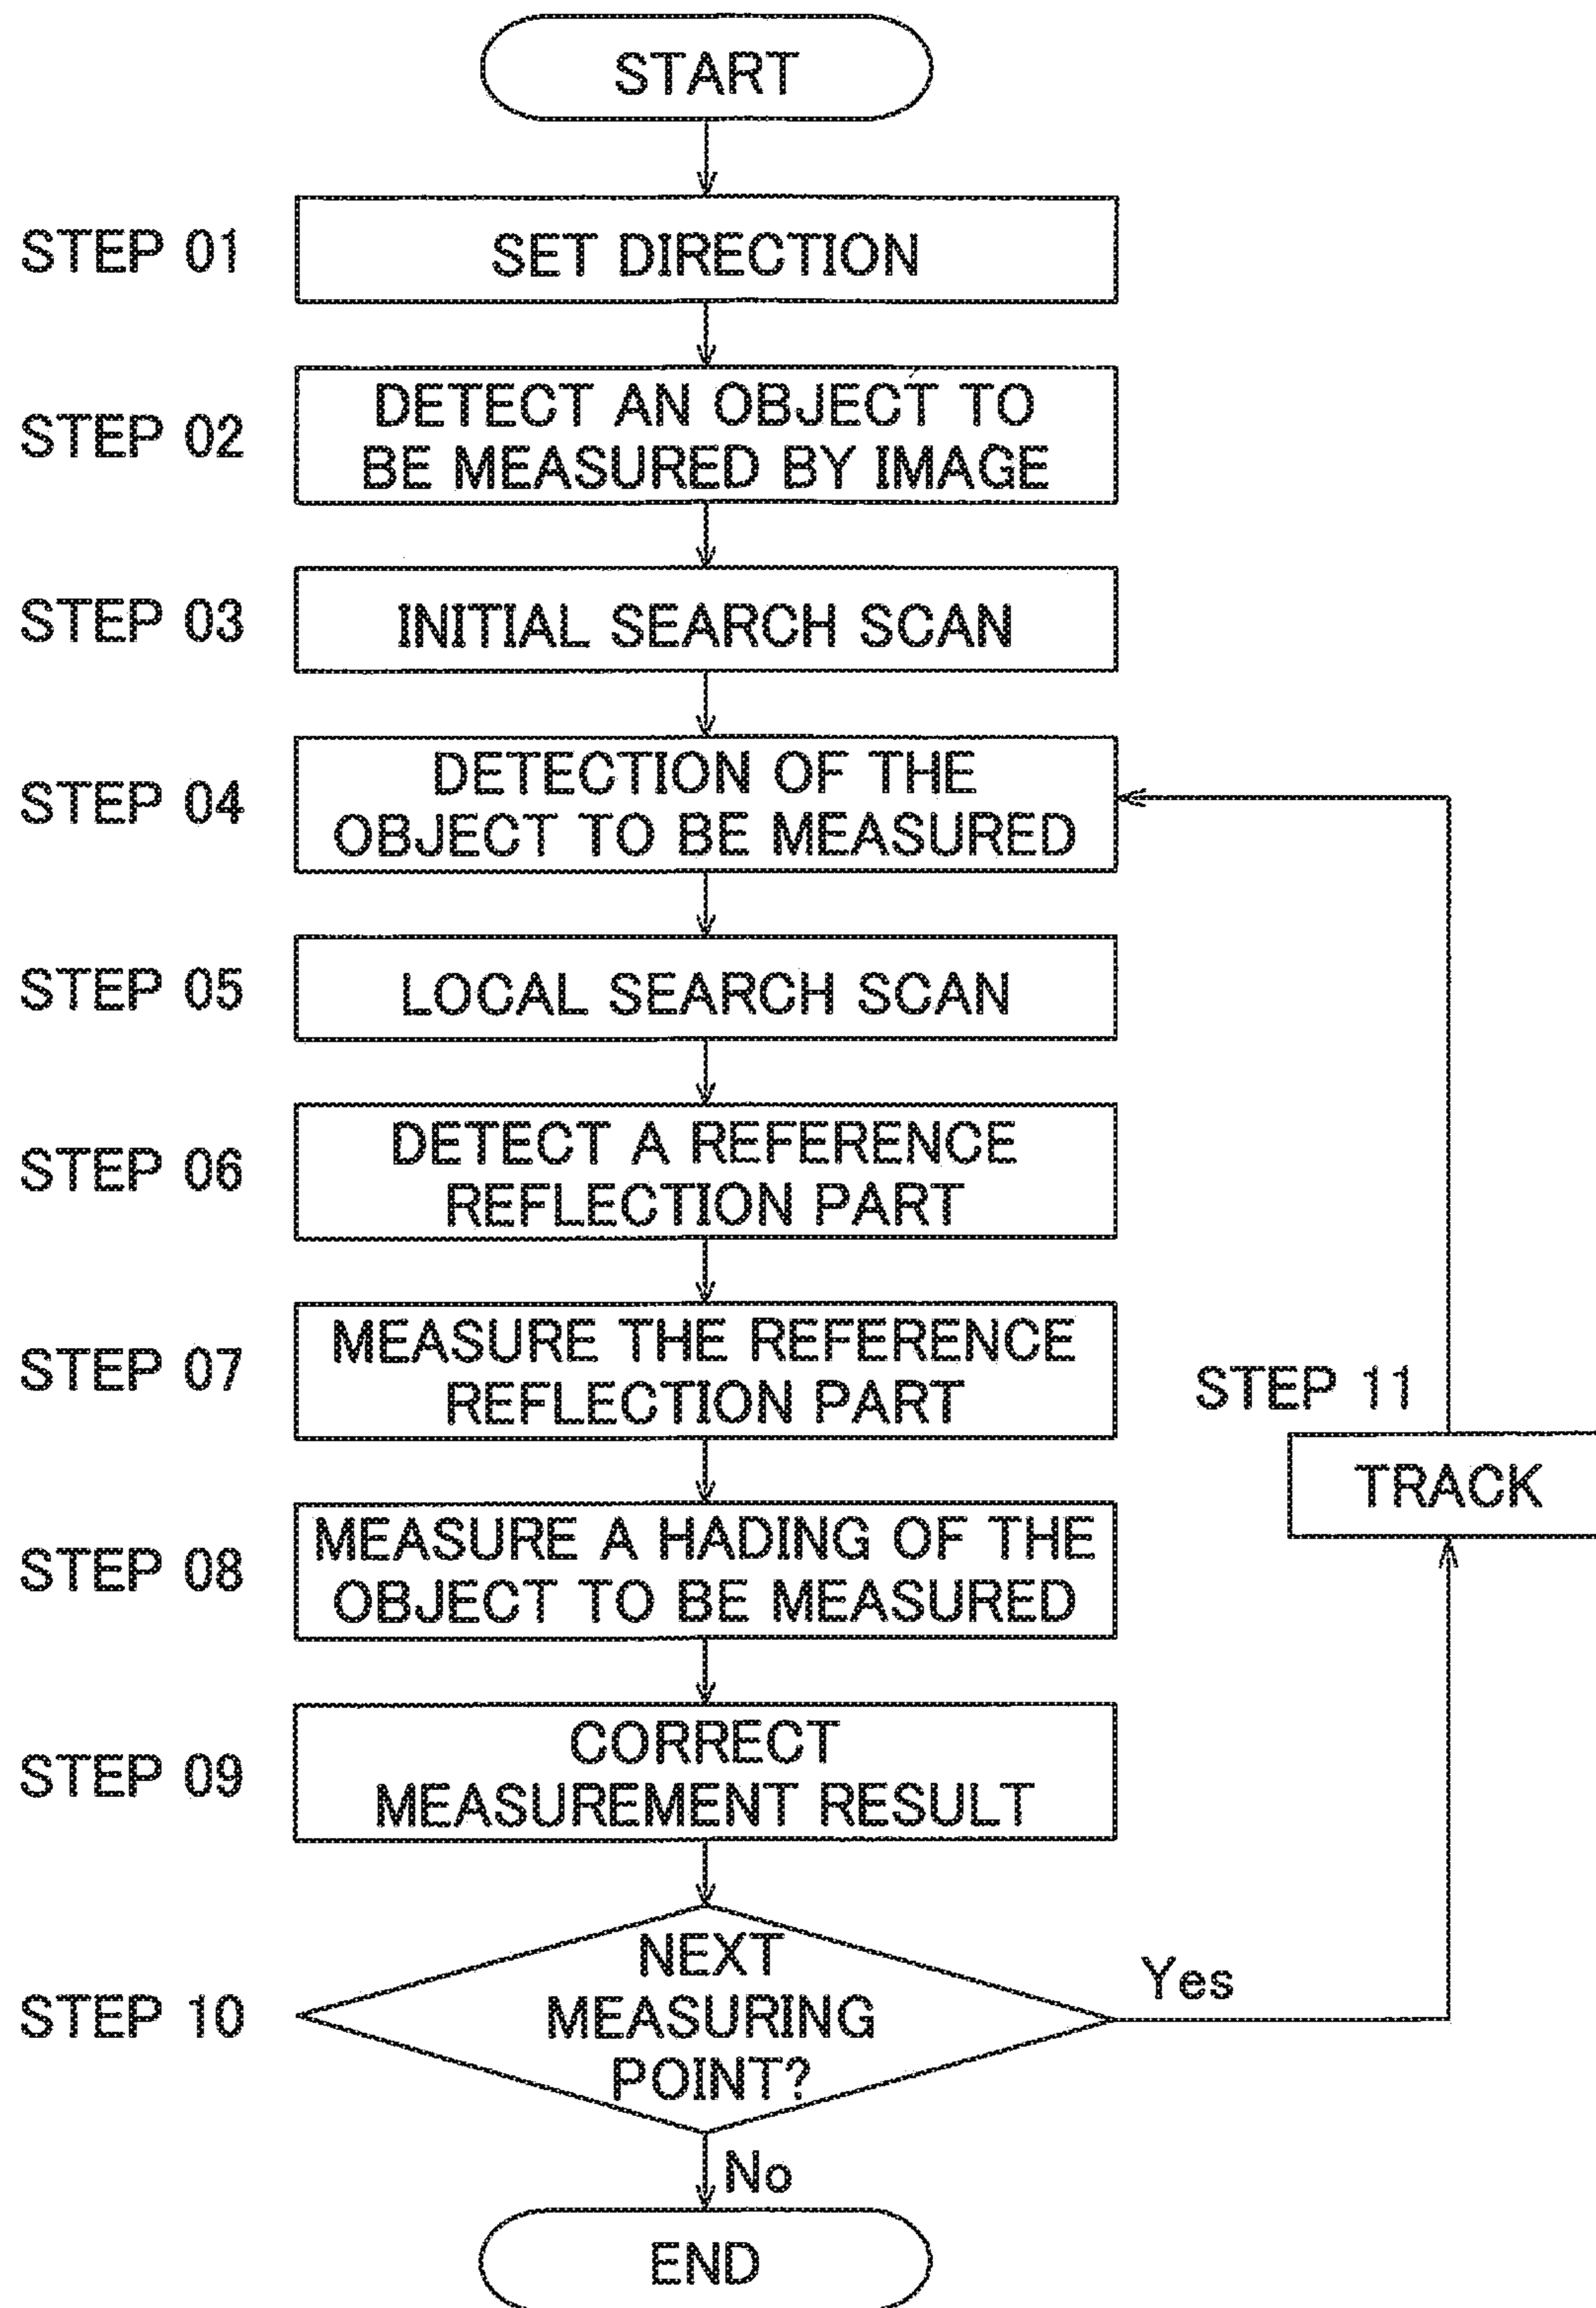 START
STEP 01
SET DIRECTION
STEP 02
DETECT AN OBJECT TO
BE MEASURED BY IMAGE
STEP 03
INITIAL SEARCH SCAN
STEP 04
DETECTION OF THE
OBJECT TO BE MEASURED
STEP 05
LOCAL SEARCH SCAN
STEP 06
DETECT A REFERENCE
REFLECTION PART
STEP 07
MEASURE THE REFERENCE
REFLECTION PART
STEP 11
TRACK
STEP 08
MEASURE A HADING OF THE
OBJECT TO BE MEASURED
STEP 09
CORRECT
MEASUREMENT RESULT
STEP 10
NEXT
MEASURING
POINT?
Yes
No
END